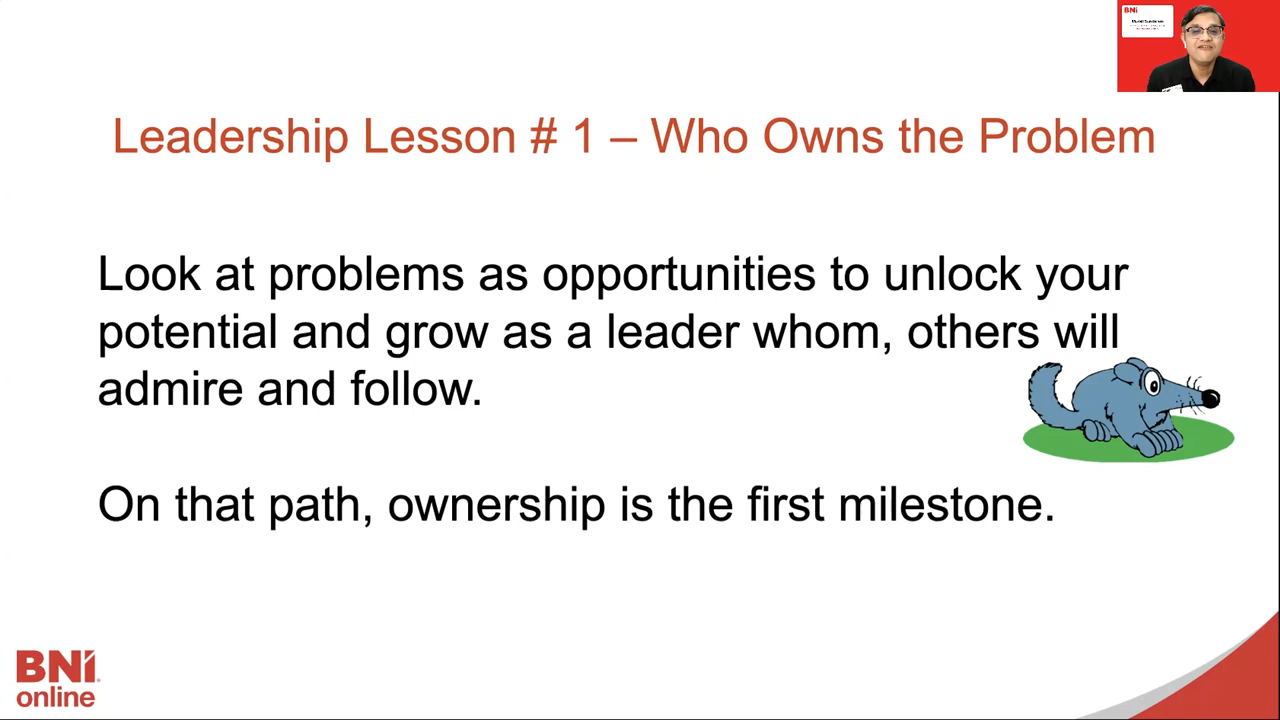 BNI
Leadership Lesson # 1 – Who Owns the Problem
Look at problems as opportunities to unlock your
potential and grow as a leader whom, others will
admire and follow.
On that path, ownership is the first milestone.
BNI
online